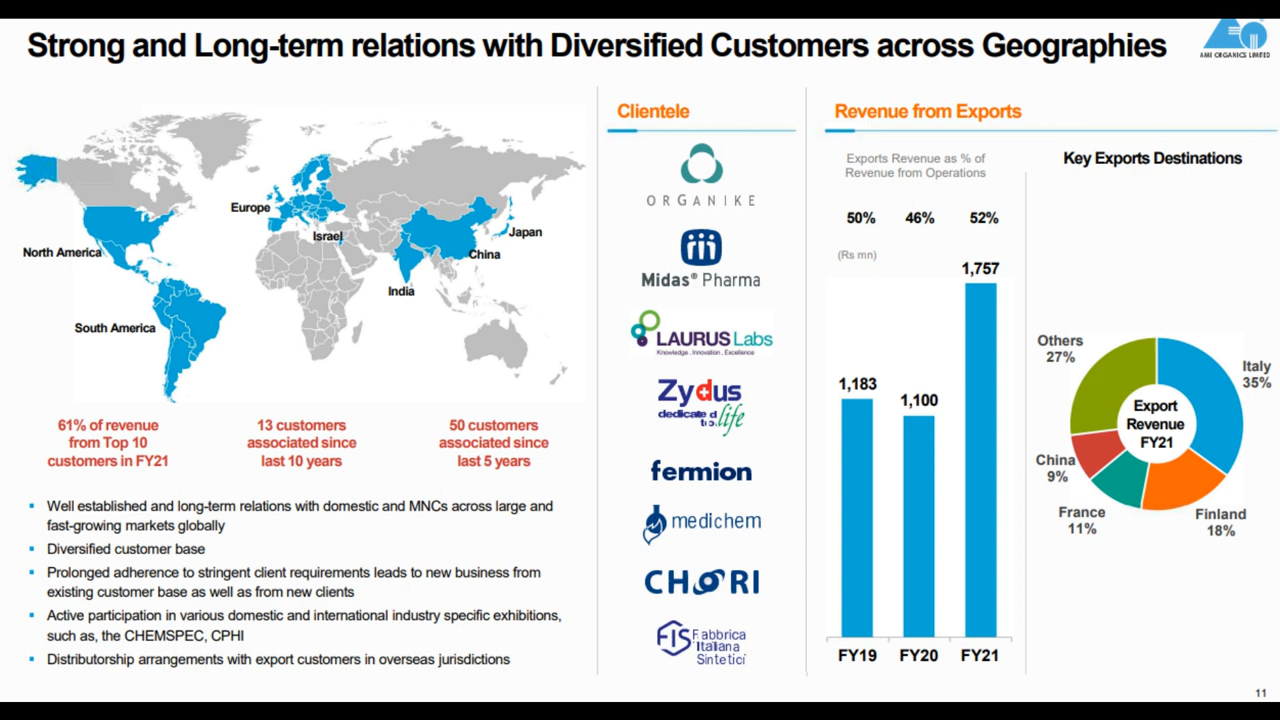 Strong and Long-term relations with Diversified Customers across Geographies
AMI ORGANICS LIMITED
North America
South America
Europe
Israel
India
China
Japan
61% of revenue
from Top 10
customers in FY21
13 customers
associated since
last 10 years
50 customers
associated since
last 5 years
▪ Well established and long-term relations with domestic and MNCs across large and
fast-growing markets globally
▪ Diversified customer base
▪ Prolonged adherence to stringent client requirements leads to new business from
existing customer base as well as from new clients
▪ Active participation in various domestic and international industry specific exhibitions,
such as, the CHEMSPEC, CPHI
▪ Distributorship arrangements with export customers in overseas jurisdictions
Clientele
ORGANIKE
Midas® Pharma
LAURUS Labs
Knowledge . Innovation . Excellence
Zydus
dedicated
to life
fermion
medichem
CHORI
FIS Fabbrica
Italiana
Sintetici
Revenue from Exports
Exports Revenue as % of
Revenue from Operations
50% 46% 52%
(Rs mn)
1,183
1,100
1,757
FY19 FY20 FY21
Key Exports Destinations
Others
27%
Italy
35%
Export
Revenue
FY21
China
9%
France
11%
Finland
18%
11